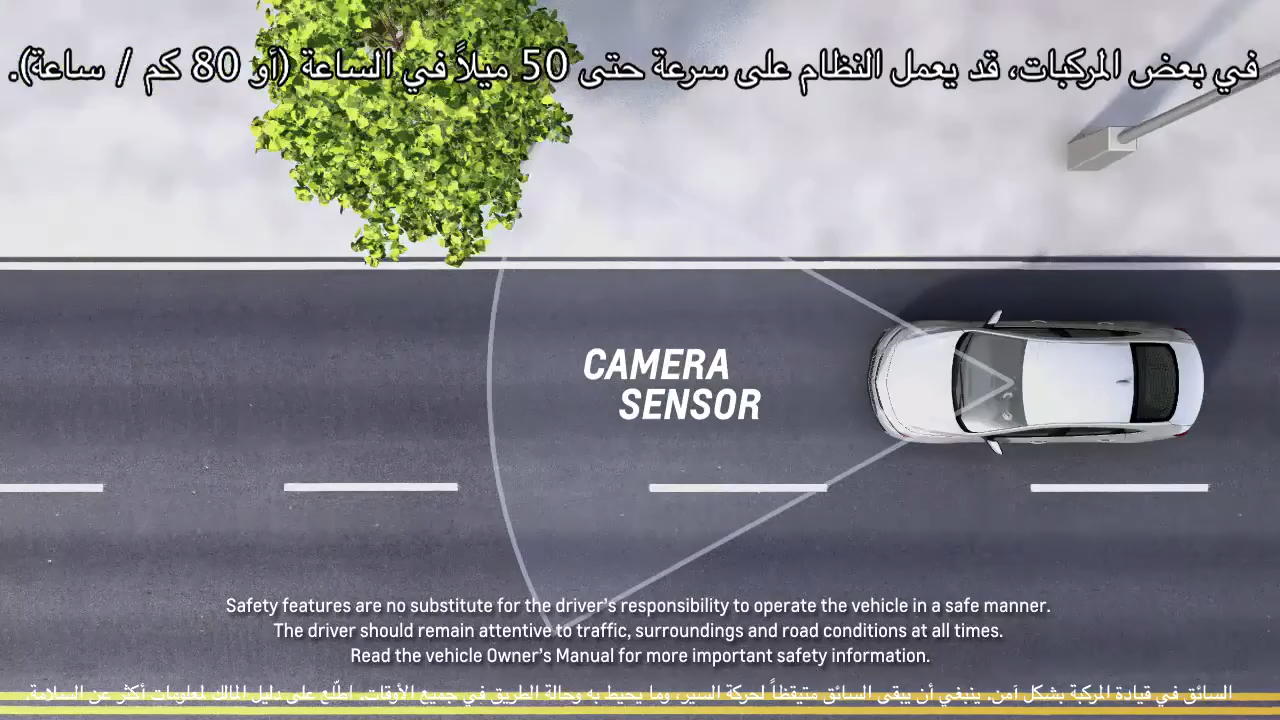 في بعض المركبات، قد يعمل النظام على سرعة حتى 50 ميلاً في الساعة (أو 80 كم / ساعة).
CAMERA
SENSOR
Safety features are no substitute for the driver's responsibility to operate the vehicle in a safe manner.
The driver should remain attentive to traffic, surroundings and road conditions at all times.
Read the vehicle Owner's Manual for more important safety information.
السائق في قيادة المركبة بشكل آمن. ينبغي أن يبقى السائق متيقظاً لحركة السير، وما يحيط به وحالة الطريق في جميع الأوقات. اطّلع على دليل المالك لمعلومات أكثر عن السلامة.